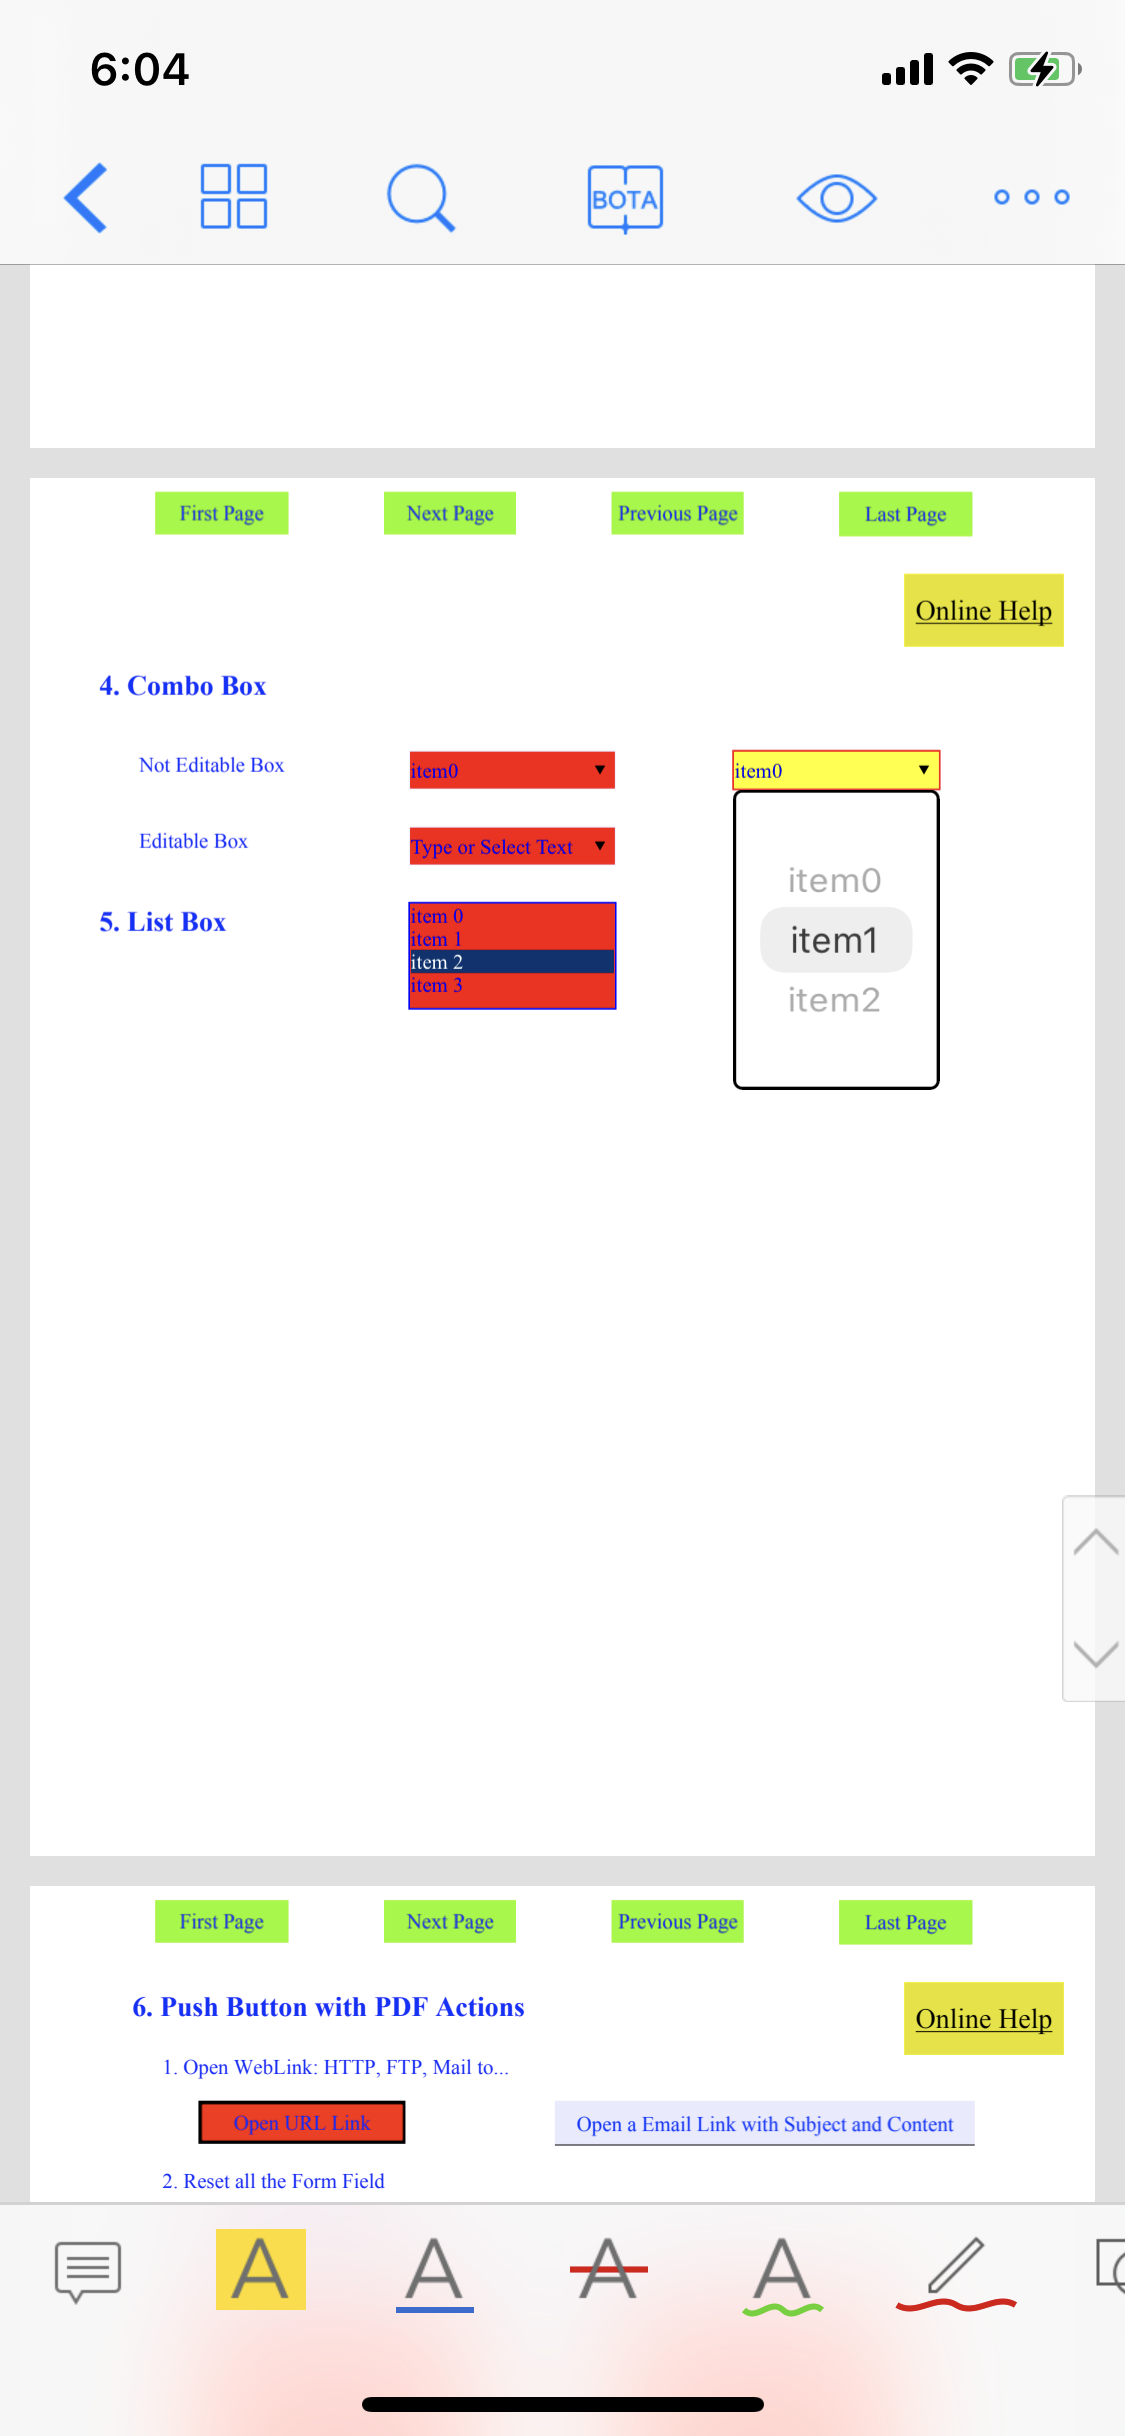 6:04
BOTA
First Page Next Page Previous Page Last Page
Online Help
4. Combo Box
Not Editable Box item0 item0
Editable Box Type or Select Text
item0
item1
item2
5. List Box
item 0
item 1
item 2
item 3
First Page Next Page Previous Page Last Page
6. Push Button with PDF Actions
Online Help
1. Open WebLink: HTTP, FTP, Mail to...
Open URL Link Open a Email Link with Subject and Content
2. Reset all the Form Field
A A A A